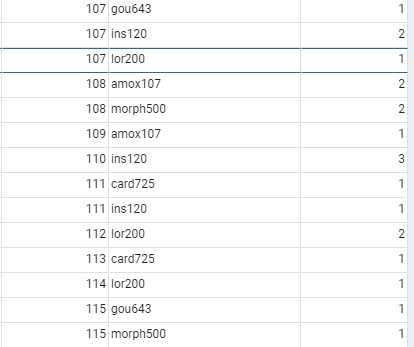 107 gou643 1
107 ins120 2
107 lor200 1
108 amox107 2
108 morph500 2
109 amox107 1
110 ins120 3
111 card725 1
111 ins120 1
112 lor200 2
113 card725 1
114 lor200 1
115 gou643 1
115 morph500 1